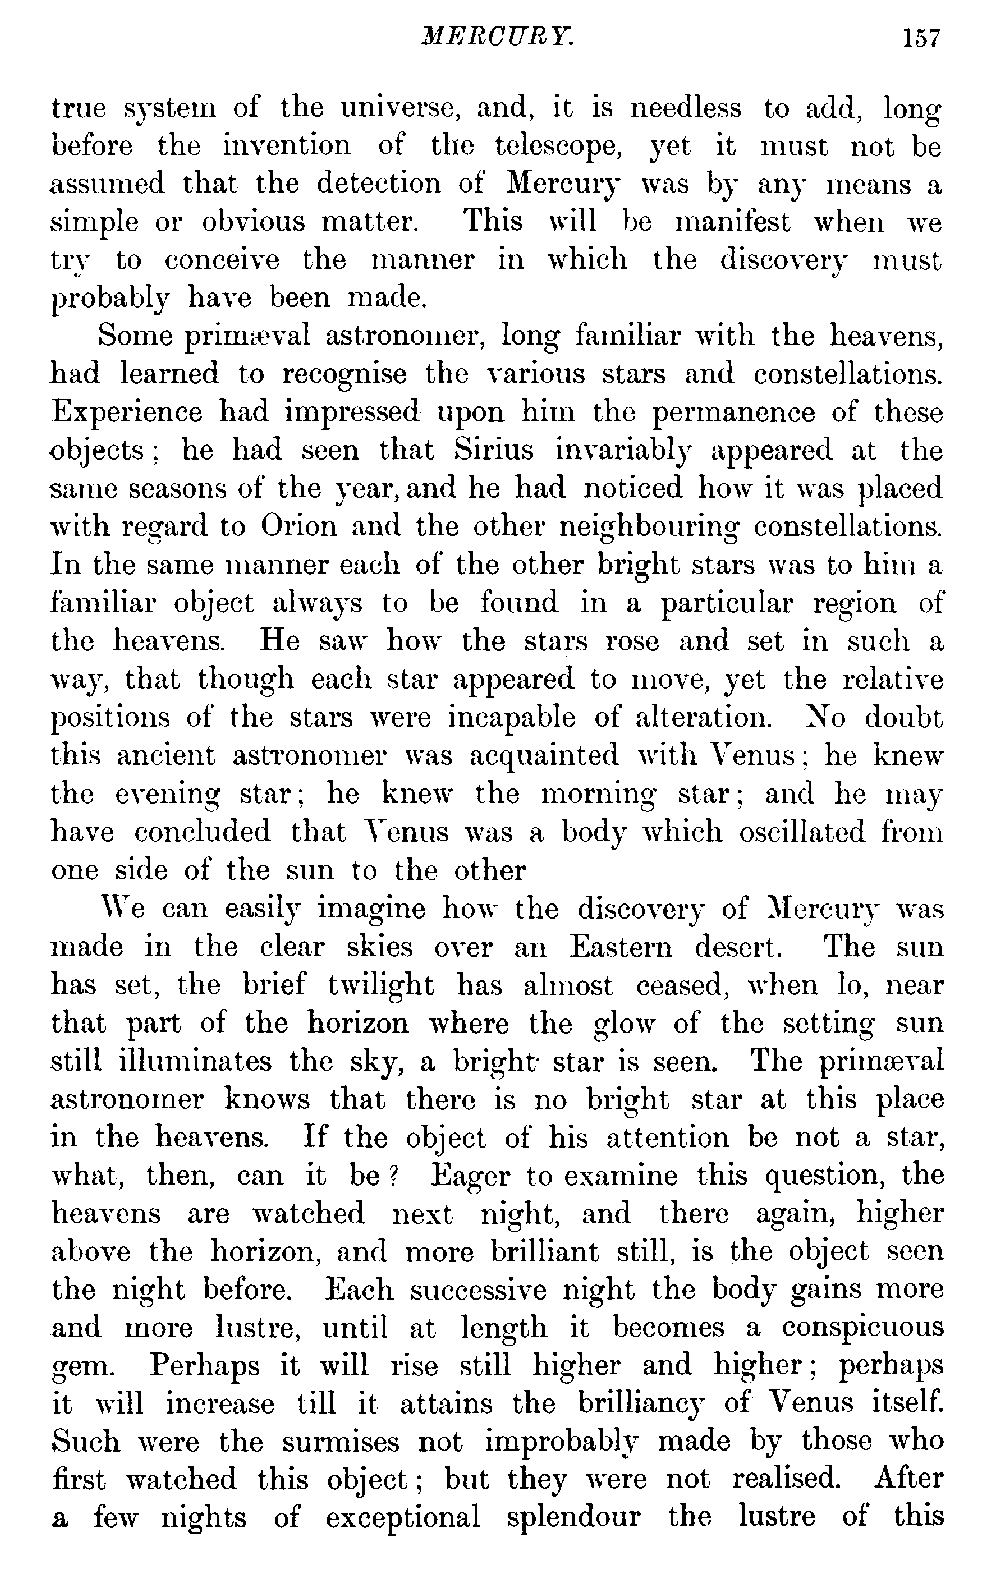 MERCURY. 157
true system of the universe, and, it is needless to add, long
before the invention of the telescope, yet it must not be
assumed that the detection of Mercury was by any means a
simple or obvious matter. This will be manifest when we
try to conceive the manner in which the discovery must
probably have been made.
Some primæval astronomer, long familiar with the heavens,
had learned to recognise the various stars and constellations.
Experience had impressed upon him the permanence of these
objects; he had seen that Sirius invariably appeared at the
same seasons of the year, and he had noticed how it was placed
with regard to Orion and the other neighbouring constellations.
In the same manner each of the other bright stars was to him a
familiar object always to be found in a particular region of
the heavens. He saw how the stars rose and set in such a
way, that though each star appeared to move, yet the relative
positions of the stars were incapable of alteration. No doubt
this ancient astronomer was acquainted with Venus; he knew
the evening star; he knew the morning star; and he may
have concluded that Venus was a body which oscillated from
one side of the sun to the other
We can easily imagine how the discovery of Mercury was
made in the clear skies over an Eastern desert. The sun
has set, the brief twilight has almost ceased, when lo, near
that part of the horizon where the glow of the setting sun
still illuminates the sky, a bright star is seen. The primæval
astronomer knows that there is no bright star at this place
in the heavens. If the object of his attention be not a star,
what, then, can it be? Eager to examine this question, the
heavens are watched next night, and there again, higher
above the horizon, and more brilliant still, is the object seen
the night before. Each successive night the body gains more
and more lustre, until at length it becomes a conspicuous
gem. Perhaps it will rise still higher and higher; perhaps
it will increase till it attains the brilliancy of Venus itself.
Such were the surmises not improbably made by those who
first watched this object; but they were not realised. After
a few nights of exceptional splendour the lustre of this